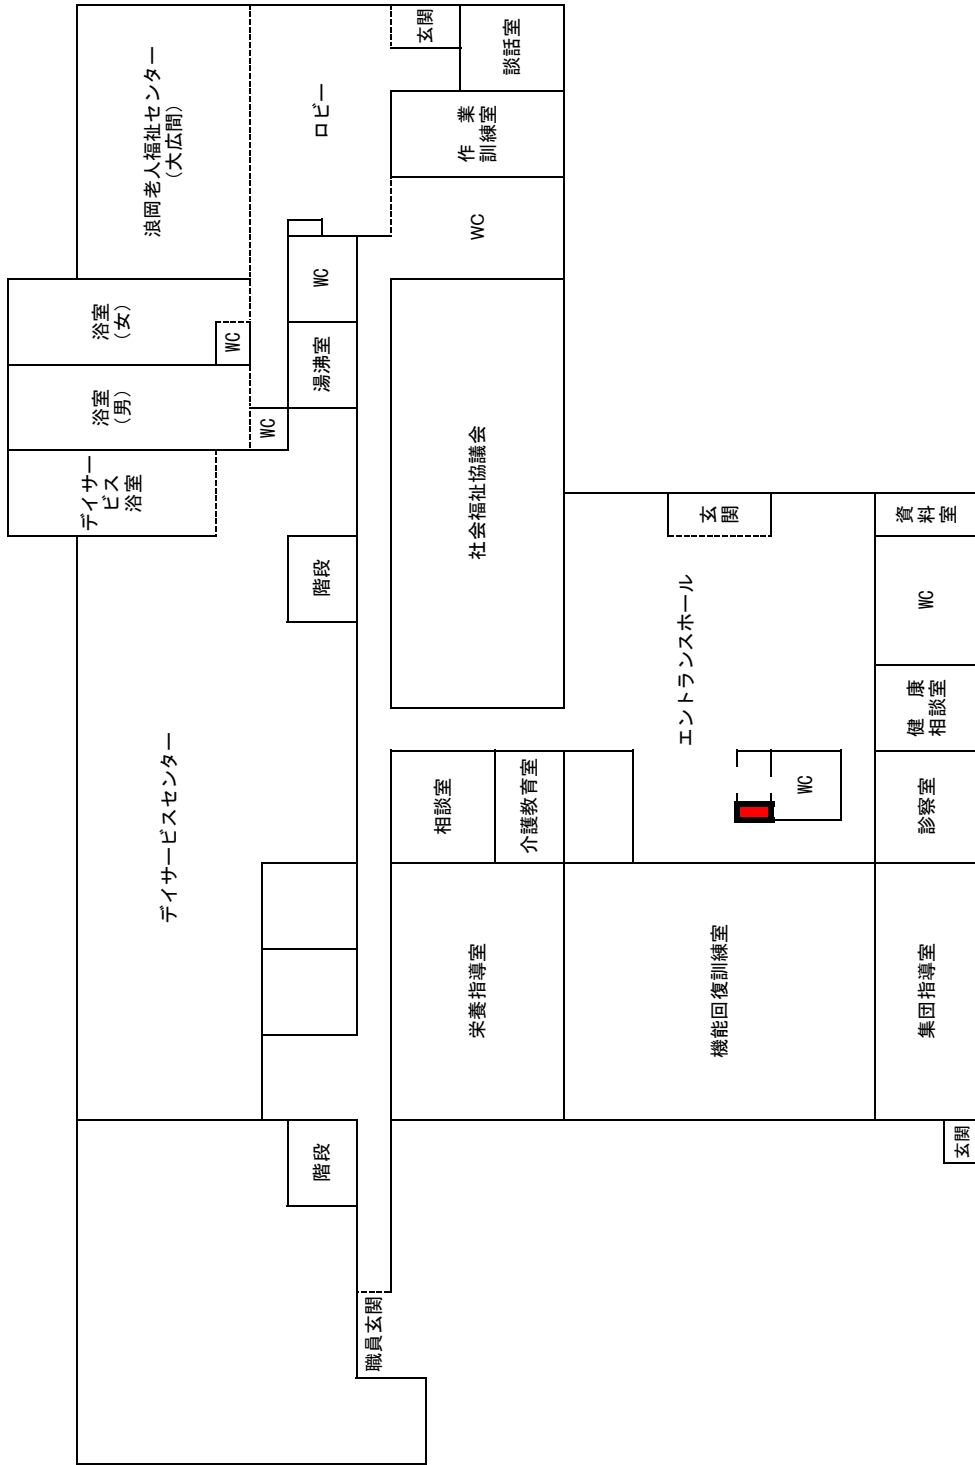 浪岡老人福祉センター
（大広間）
ロビー
玄関
談話室
作　業
訓練室
WC
浴室
（女）
WC
WC
浴室
（男）
WC
湯沸室
デイサー
ビス
浴室
階段
社会福祉協議会
玄
関
資
料
室
エントランスホール
WC
健　康
相談室
デイサービスセンター
相談室
介護教育室
WC
診察室
栄養指導室
機能回復訓練室
集団指導室
階段
玄関
職員玄関